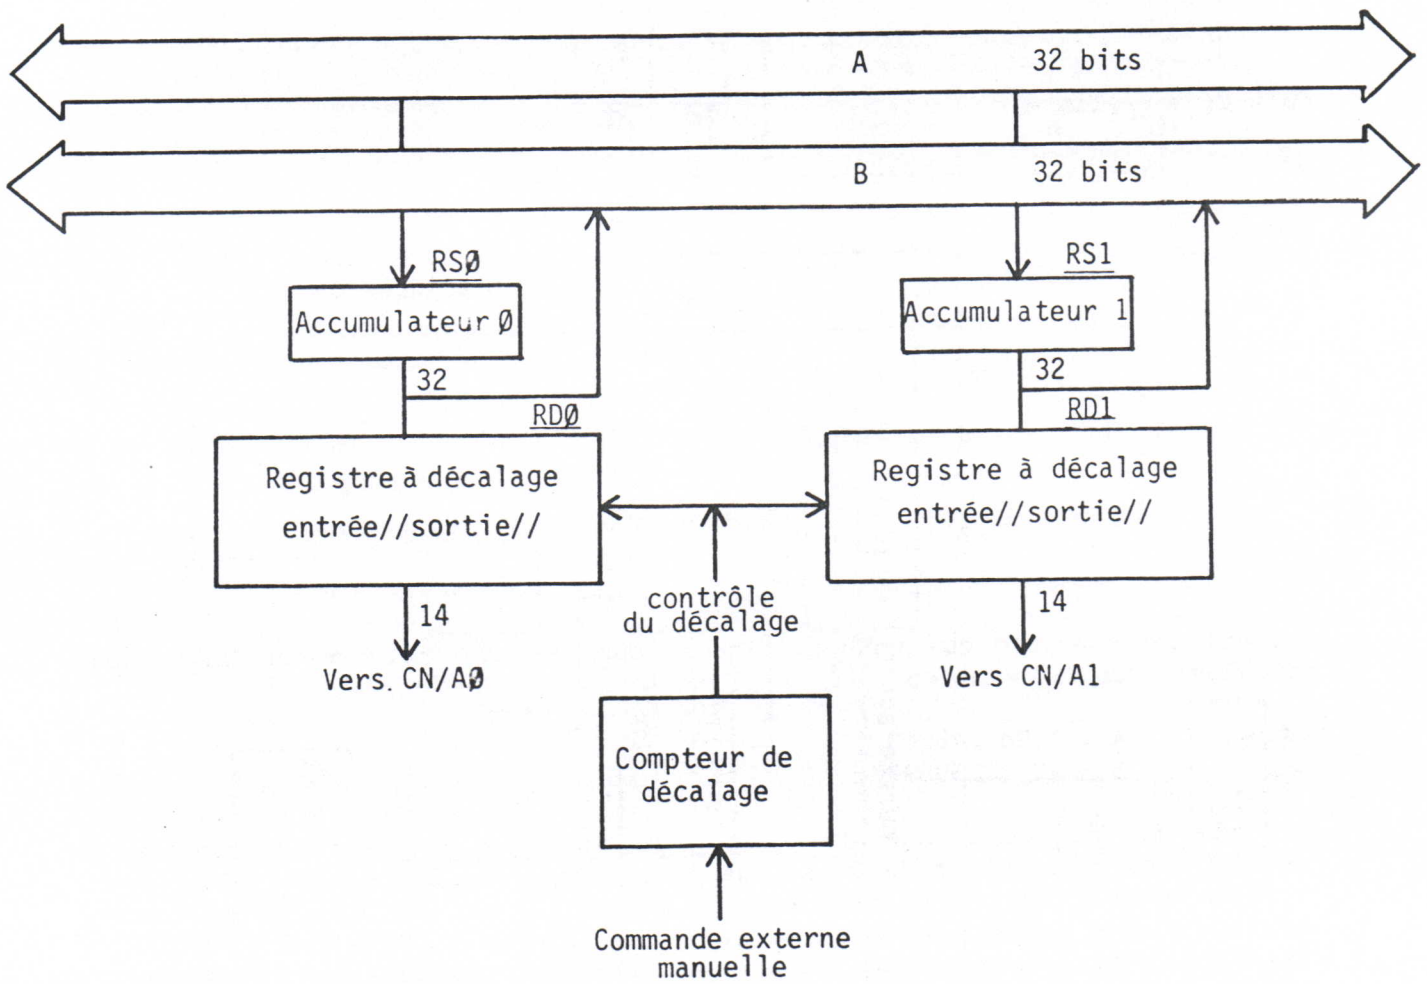 A 32 bits
B 32 bits
RSØ
RS1
Accumulateur Ø
Accumulateur 1
32
32
RDØ
RD1
Registre à décalage
entrée//sortie//
Registre à décalage
entrée//sortie//
14
14
contrôle
du décalage
Vers. CN/AØ
Vers CN/A1
Compteur de
décalage
Commande externe
manuelle